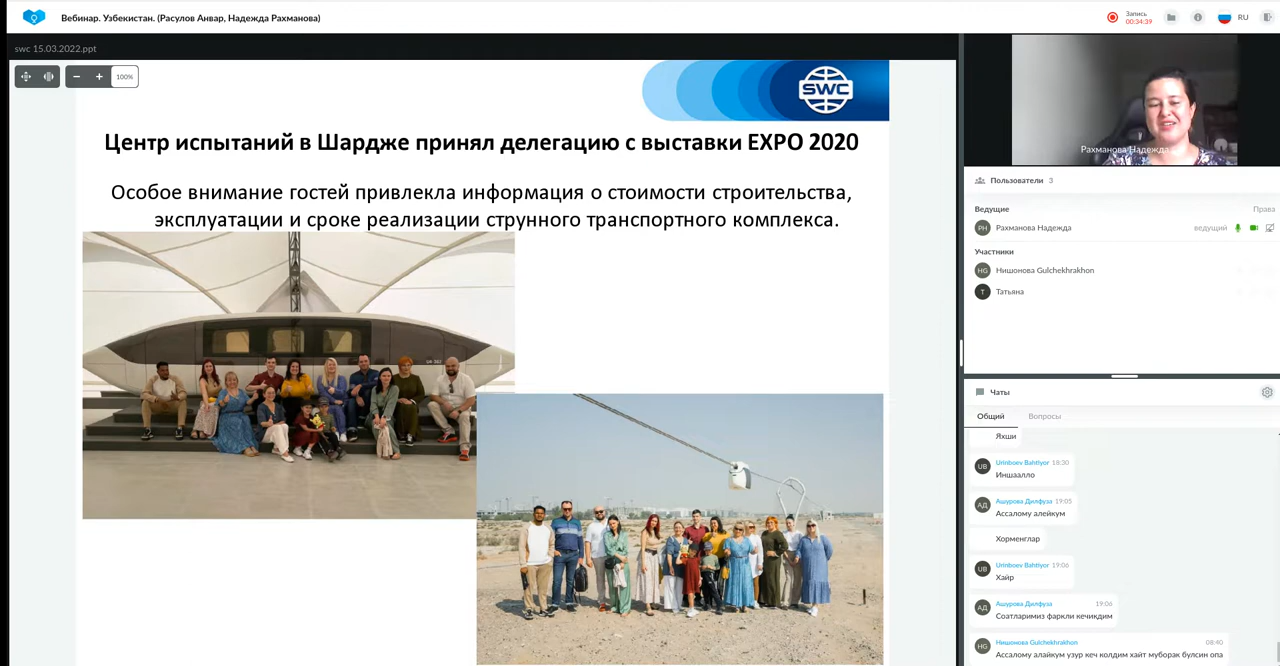 Вебинар. Узбекистан. (Расулов Анвар, Надежда Рахманова)
Запись
00:34:39
RU
swc 15.03.2022.ppt
100%
SWC
Центр испытаний в Шардже принял делегацию с выставки EXPO 2020
Особое внимание гостей привлекла информация о стоимости строительства,
эксплуатации и сроке реализации струнного транспортного комплекса.
Рахманова Надежда
Пользователи 3
Ведущие
Права
РН Рахманова Надежда ведущий
Участники
HG Нишонова Gulchekhrakhon
Т Татьяна
Чаты
Общий Вопросы
Яхши
UB Urinboev Bahtiyor 18:30
Иншаалло
АД Ашурова Дилфуза 19:05
Ассалому алейкум
Хорменглар
UB Urinboev Bahtiyor 19:06
Хайр
АД Ашурова Дилфуза 19:06
Соатларимиз фаркли кечикдим
HG Нишонова Gulchekhrakhon 08:40
Ассалому алайкум узур кеч колдим хайт муборак булсин опа